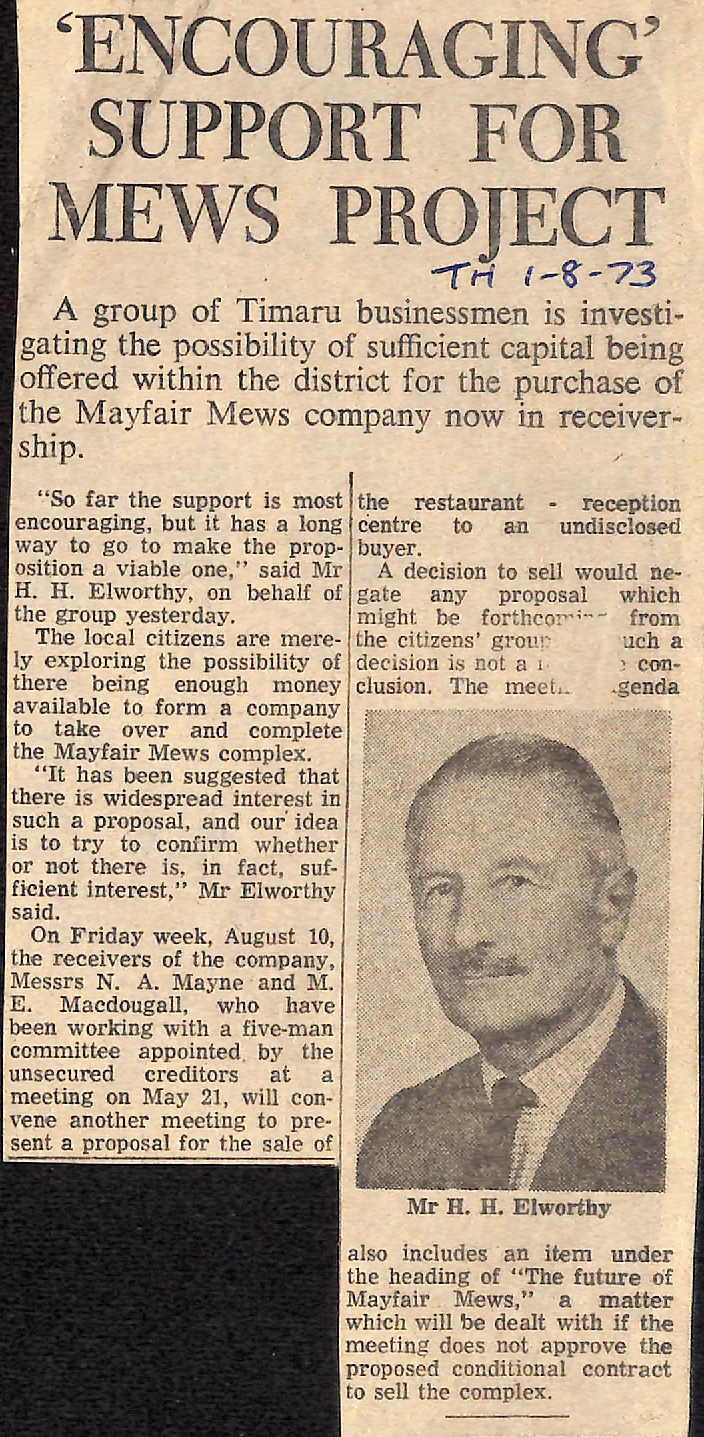 ‘ENCOURAGING’
SUPPORT FOR
MEWS PROJECT
TH 1-8-73
A group of Timaru businessmen is investi-
gating the possibility of sufficient capital being
offered within the district for the purchase of
the Mayfair Mews company now in receiver-
ship.
“So far the support is most
encouraging, but it has a long
way to go to make the prop-
osition a viable one,” said Mr
H. H. Elworthy, on behalf of
the group yesterday.
The local citizens are mere-
ly exploring the possibility of
there being enough money
available to form a company
to take over and complete
the Mayfair Mews complex.
“It has been suggested that
there is widespread interest in
such a proposal, and our idea
is to try to confirm whether
or not there is, in fact, suf-
ficient interest,” Mr Elworthy
said.
On Friday week, August 10,
the receivers of the company,
Messrs N. A. Mayne and M.
E. Macdougall, who have
been working with a five-man
committee appointed by the
unsecured creditors at a
meeting on May 21, will con-
vene another meeting to pre-
sent a proposal for the sale of
the restaurant - reception
centre to an undisclosed
buyer.
A decision to sell would ne-
gate any proposal which
might be from
the citizens’ a
decision is not a con-
clusion. The
Mr H. H. Elworthy
also includes an item under
the heading of “The future of
Mayfair Mews,” a matter
which will be dealt with if the
meeting does not approve the
proposed conditional contract
to sell the complex.